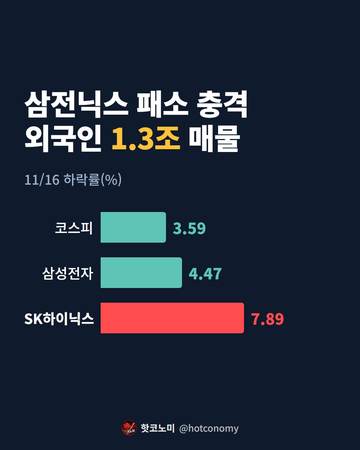 삼전닉스 패소 충격
외국인 1.3조 매물
11/16 하락률(%)
코스피 3.59
삼성전자 4.47
SK하이닉스 7.89
핫코노미 @hotconomy